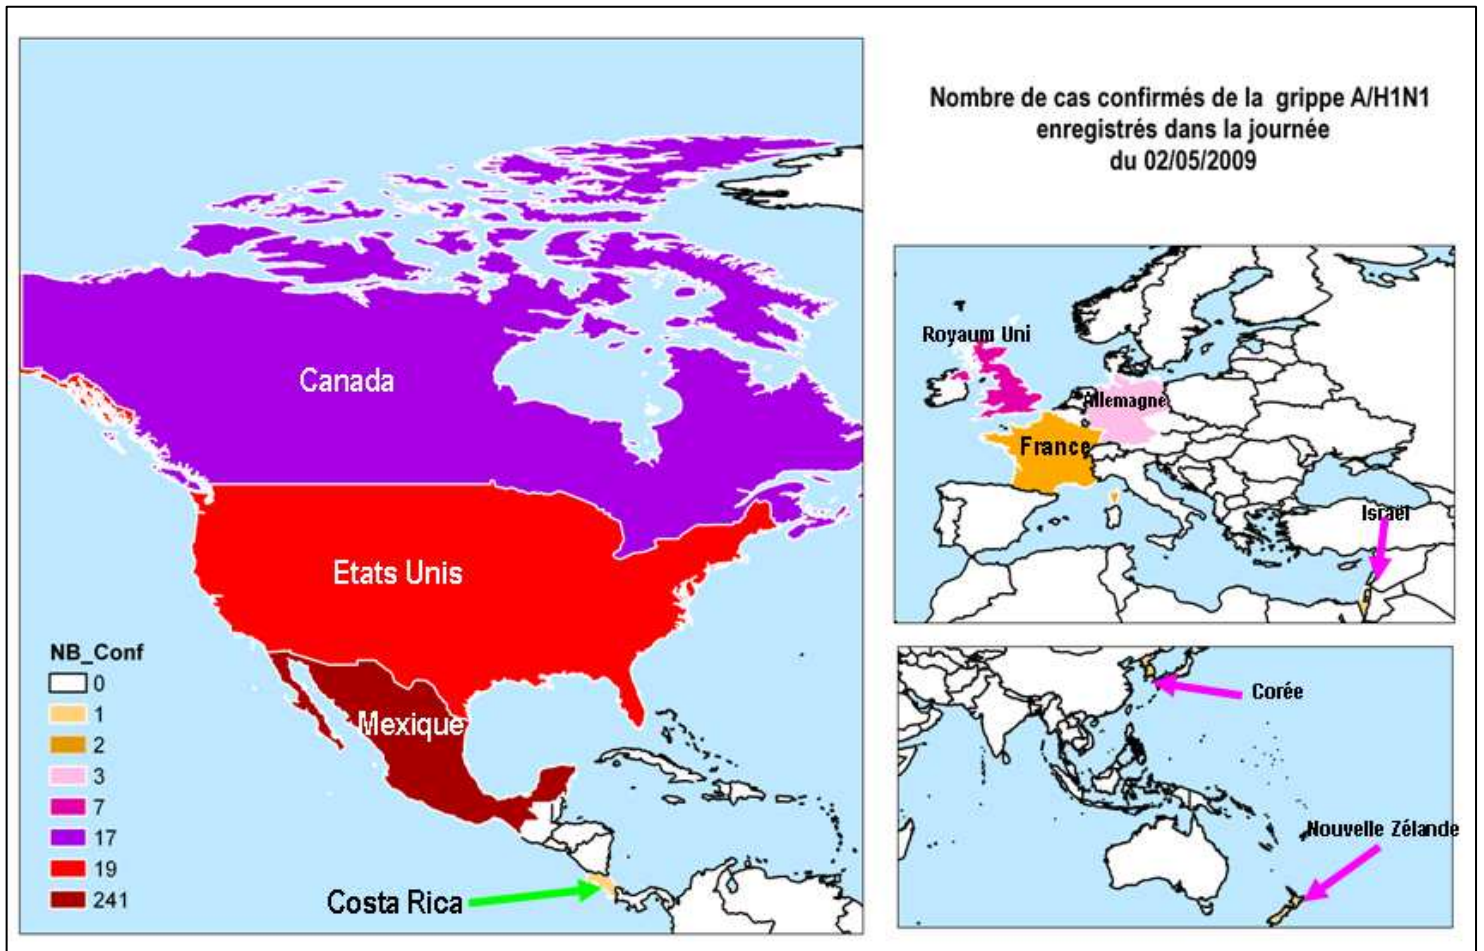 Nombre de cas confirmés de la grippe A/H1N1
enregistrés dans la journée
du 02/05/2009
Canada
Etats Unis
Mexique
Costa Rica
NB_Conf
0
1
2
3
7
17
19
241
Royaum Uni
Allemagne
France
Israel
Corée
Nouvelle Zélande